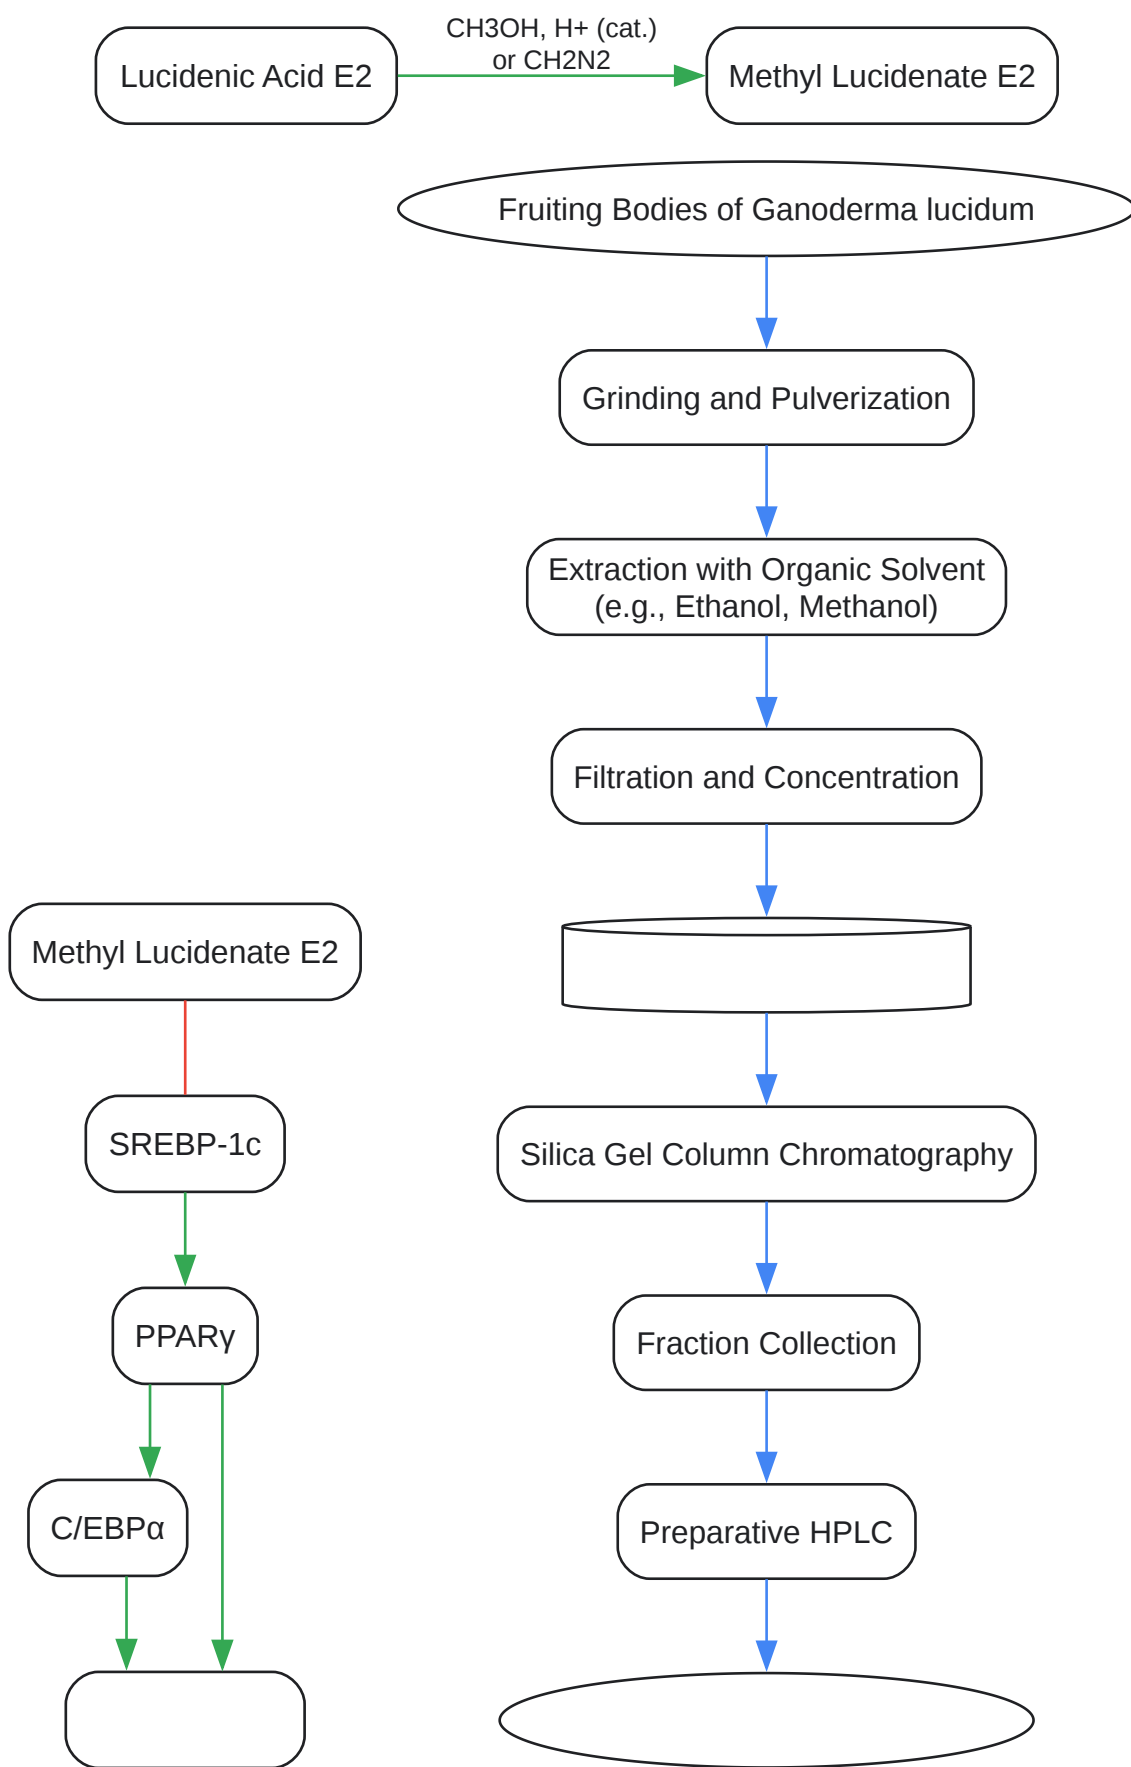 CH3OH, H+ (cat.)
or CH2N2
Lucidenic Acid E2
Methyl Lucidenate E2
Fruiting Bodies of Ganoderma lucidum
Grinding and Pulverization
Extraction with Organic Solvent
(e.g., Ethanol, Methanol)
Filtration and Concentration
Silica Gel Column Chromatography
Fraction Collection
Preparative HPLC
Methyl Lucidenate E2
SREBP-1c
PPARγ
C/EBPα